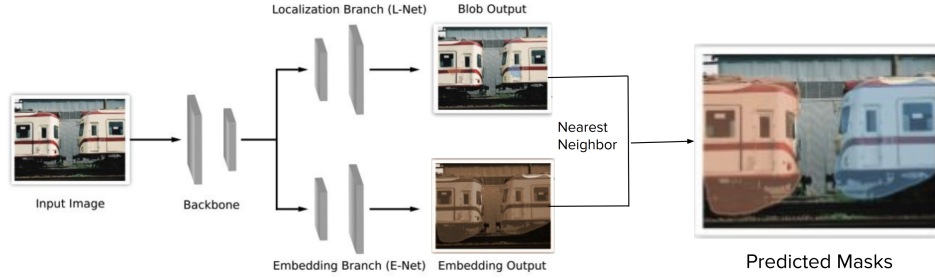 Localization Branch (L-Net)
Blob Output
Input Image
Backbone
Nearest
Neighbor
Embedding Branch (E-Net)
Embedding Output
Predicted Masks